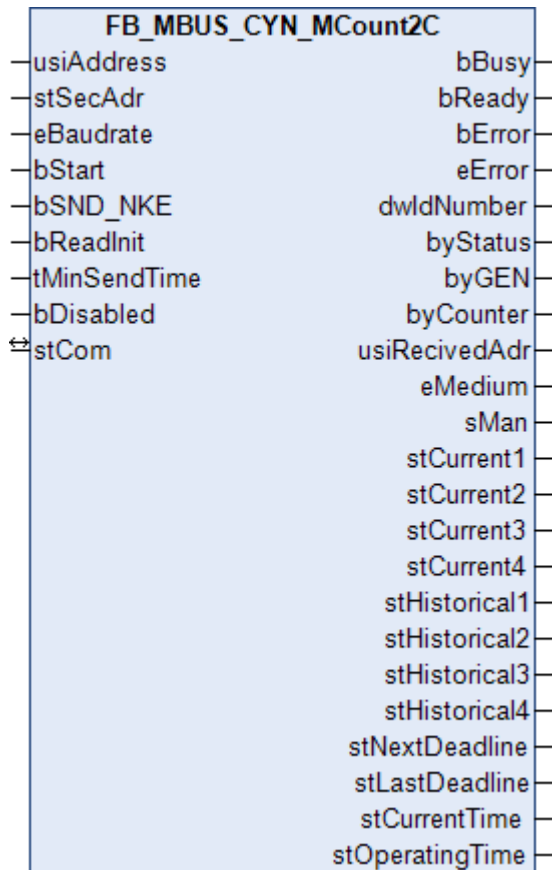 FB_MBUS_CYN_MCount2C
usiAddress bBusy
stSecAdr bReady
eBaudrate bError
bStart eError
bSND_NKE dwIdNumber
bReadInit byStatus
tMinSendTime byGEN
bDisabled byCounter
stCom usiRecivedAdr
eMedium
sMan
stCurrent1
stCurrent2
stCurrent3
stCurrent4
stHistorical1
stHistorical2
stHistorical3
stHistorical4
stNextDeadline
stLastDeadline
stCurrentTime
stOperatingTime